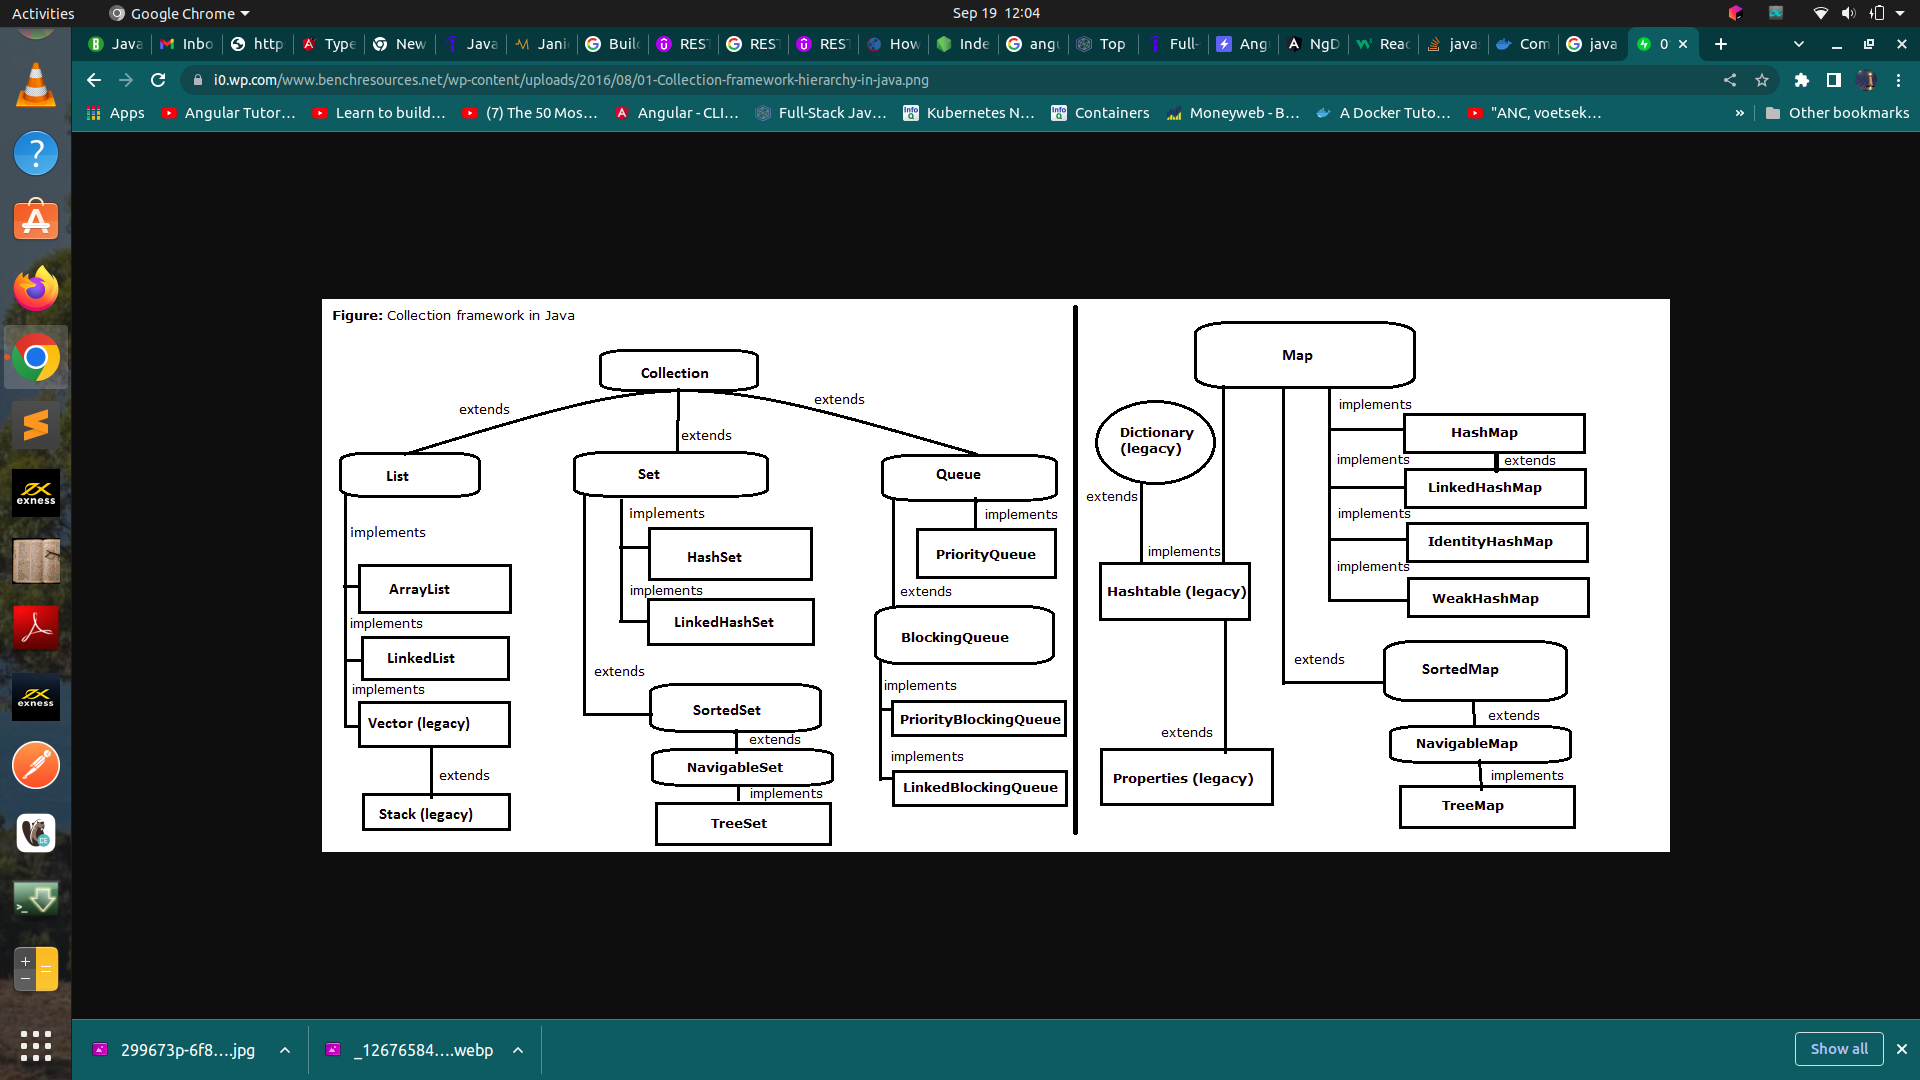 Activities
Google Chrome
Sep 19 12:04
Java
Inbo
http
Type
New
Java
Jani
Buil
REST
REST
REST
How
Inde
angu
Top
Full-
Angu
NgD
Reac
javas
Com
java
0
i0.wp.com/www.benchresources.net/wp-content/uploads/2016/08/01-Collection-framework-hierarchy-in-java.png
Apps
Angular Tutor…
Learn to build…
(7) The 50 Mos…
Angular - CLI…
Full-Stack Jav…
Kubernetes N…
Containers
Moneyweb - B…
A Docker Tuto…
"ANC, voetsek…
»
Other bookmarks
exness
exness
Figure: Collection framework in Java
Collection
extends
extends
extends
List
Set
Queue
implements
ArrayList
implements
LinkedList
implements
Vector (legacy)
extends
Stack (legacy)
implements
HashSet
implements
LinkedHashSet
extends
SortedSet
extends
NavigableSet
implements
TreeSet
implements
PriorityQueue
extends
BlockingQueue
implements
PriorityBlockingQueue
implements
LinkedBlockingQueue
Map
Dictionary
(legacy)
extends
implements
Hashtable (legacy)
extends
Properties (legacy)
implements
HashMap
implements
extends
LinkedHashMap
implements
IdentityHashMap
implements
WeakHashMap
extends
SortedMap
extends
NavigableMap
implements
TreeMap
299673p-6f8....jpg
_12676584....webp
Show all